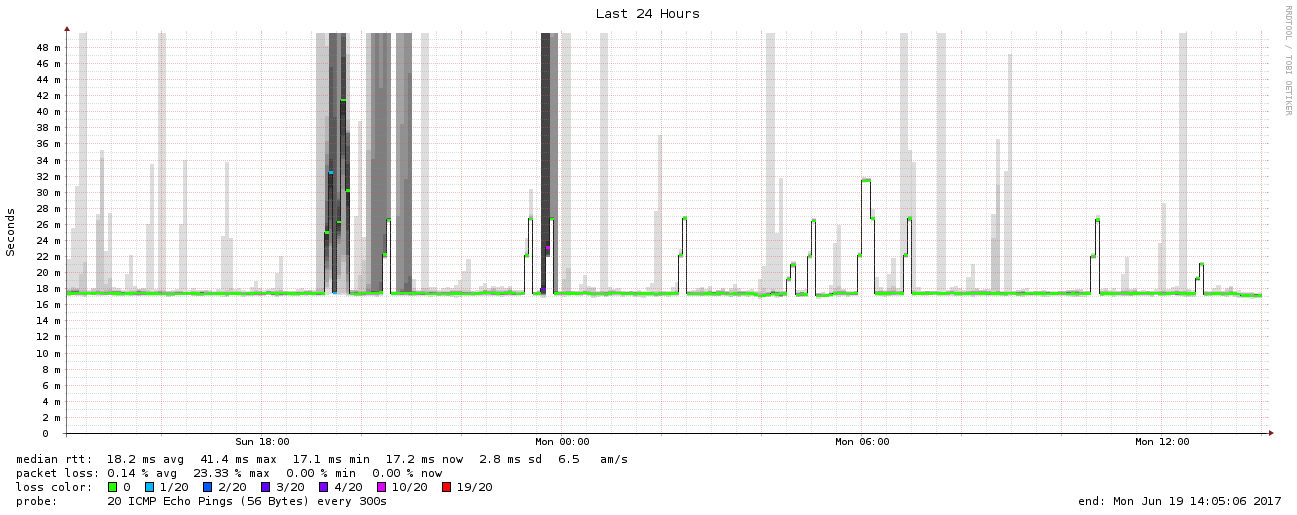 Last 24 Hours
RRDTOOL / TOBI OETIKER
Seconds
48 m
46 m
44 m
42 m
40 m
38 m
36 m
34 m
32 m
30 m
28 m
26 m
24 m
22 m
20 m
18 m
16 m
14 m
12 m
10 m
8 m
6 m
4 m
2 m
0
Sun 18:00 Mon 00:00 Mon 06:00 Mon 12:00
median rtt: 18.2 ms avg 41.4 ms max 17.1 ms min 17.2 ms now 2.8 ms sd 6.5 am/s
packet loss: 0.14 % avg 23.33 % max 0.00 % min 0.00 % now
loss color: 0 1/20 2/20 3/20 4/20 10/20 19/20
probe: 20 ICMP Echo Pings (56 Bytes) every 300s end: Mon Jun 19 14:05:06 2017